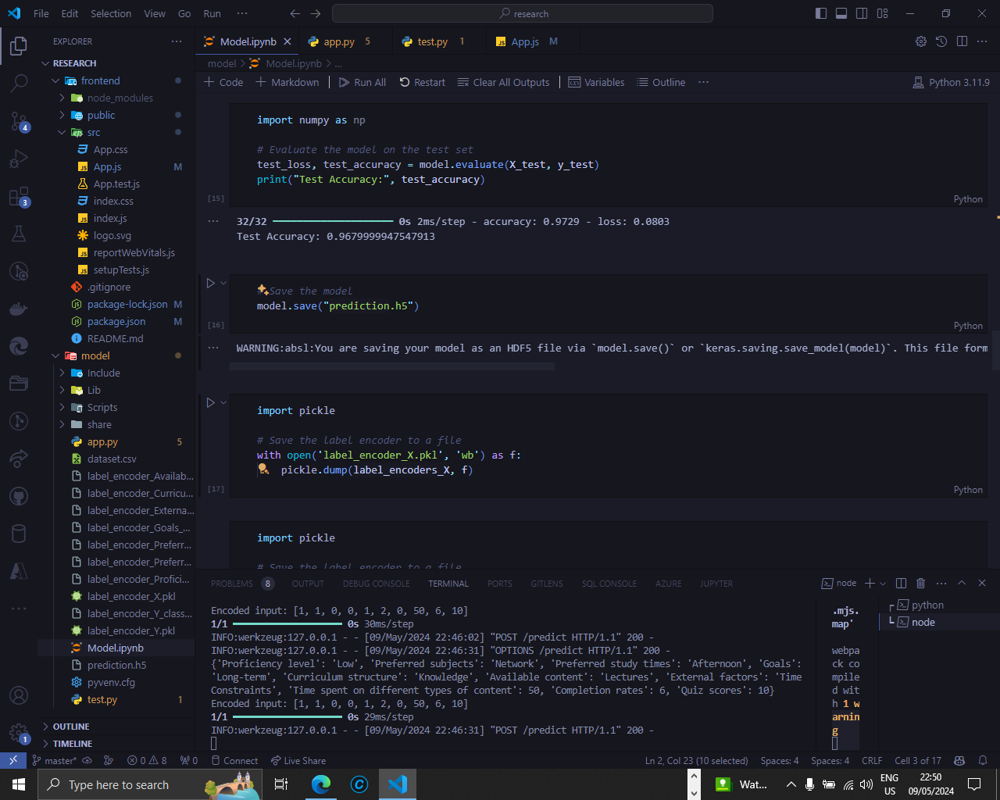 File Edit Selection View Go Run ··· research
EXPLORER ···
RESEARCH
frontend
node_modules
public
src
App.css
App.js M
App.test.js
index.css
index.js
logo.svg
reportWebVitals.js
setupTests.js
.gitignore
package-lock.json M
package.json M
README.md
model
Include
Lib
Scripts
share
app.py 5
dataset.csv
label_encoder_Availab...
label_encoder_Curricu...
label_encoder_Externa...
label_encoder_Goals_...
label_encoder_Preferr...
label_encoder_Preferr...
label_encoder_Profici...
label_encoder_X.pkl
label_encoder_Y_class...
label_encoder_Y.pkl
Model.ipynb
prediction.h5
pyvenv.cfg
test.py 1
OUTLINE
TIMELINE
4
3
1
Model.ipynb app.py 5 test.py 1 App.js M
model > Model.ipynb > ...
Code Markdown Run All Restart Clear All Outputs Variables Outline ··· Python 3.11.9
import numpy as np
# Evaluate the model on the test set
test_loss, test_accuracy = model.evaluate(X_test, y_test)
print("Test Accuracy:", test_accuracy)
[15] Python
32/32 0s 2ms/step - accuracy: 0.9729 - loss: 0.0803
Test Accuracy: 0.9679999947547913
Save the model
model.save("prediction.h5")
[16] Python
WARNING:absl:You are saving your model as an HDF5 file via `model.save()` or `keras.saving.save_model(model)`. This file form
import pickle
# Save the label encoder to a file
with open('label_encoder_X.pkl', 'wb') as f:
pickle.dump(label_encoders_X, f)
[17] Python
import pickle
# Save the label encoder to a file
PROBLEMS 8 OUTPUT DEBUG CONSOLE TERMINAL PORTS GITLENS SQL CONSOLE AZURE JUPYTER node
Encoded input: [1, 1, 0, 0, 1, 2, 0, 50, 6, 10]
1/1 0s 30ms/step
INFO:werkzeug:127.0.0.1 - - [09/May/2024 22:46:02] "POST /predict HTTP/1.1" 200 -
INFO:werkzeug:127.0.0.1 - - [09/May/2024 22:46:31] "OPTIONS /predict HTTP/1.1" 200 -
{'Proficiency level': 'Low', 'Preferred subjects': 'Network', 'Preferred study times': 'Afternoon', 'Goals':
'Long-term', 'Curriculum structure': 'Knowledge', 'Available content': 'Lectures', 'External factors': 'Time
Constraints', 'Time spent on different types of content': 50, 'Completion rates': 6, 'Quiz scores': 10}
Encoded input: [1, 1, 0, 0, 1, 2, 0, 50, 6, 10]
1/1 0s 29ms/step
INFO:werkzeug:127.0.0.1 - - [09/May/2024 22:46:31] "POST /predict HTTP/1.1" 200 -
.mjs.
map'
webpa
ck co
mpile
d wit
h 1 w
arnin
g
python
node
master* 0 8 0 Connect Live Share Ln 2, Col 23 (10 selected) Spaces: 4 Spaces: 4 CRLF Cell 3 of 17
Type here to search Wat... ENG US 22:50 09/05/2024